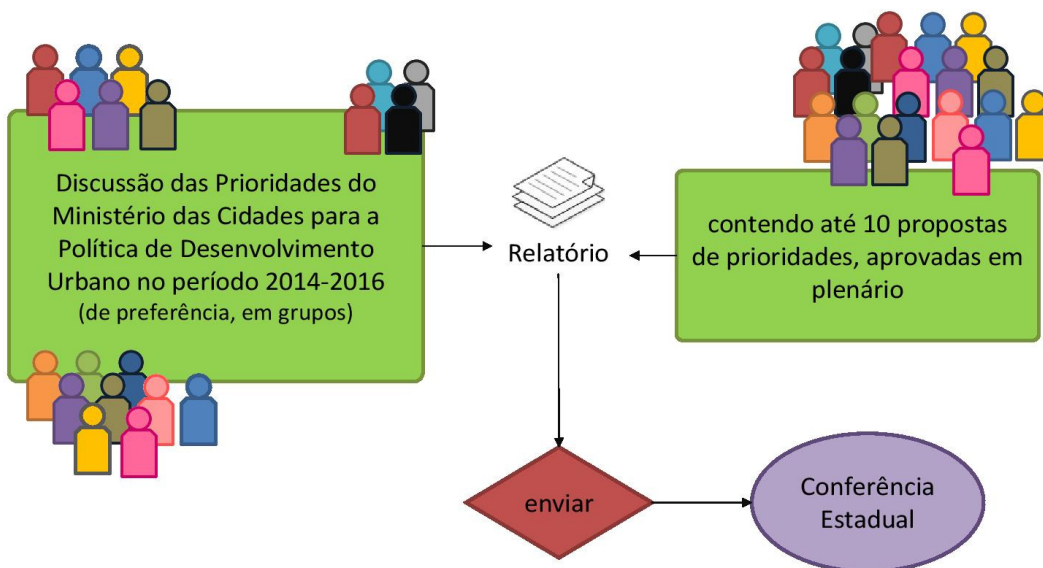 Discussão das Prioridades do
Ministério das Cidades para a
Política de Desenvolvimento
Urbano no período 2014-2016
(de preferência, em grupos)
Relatório
contendo até 10 propostas
de prioridades, aprovadas em
plenário
enviar
Conferência
Estadual